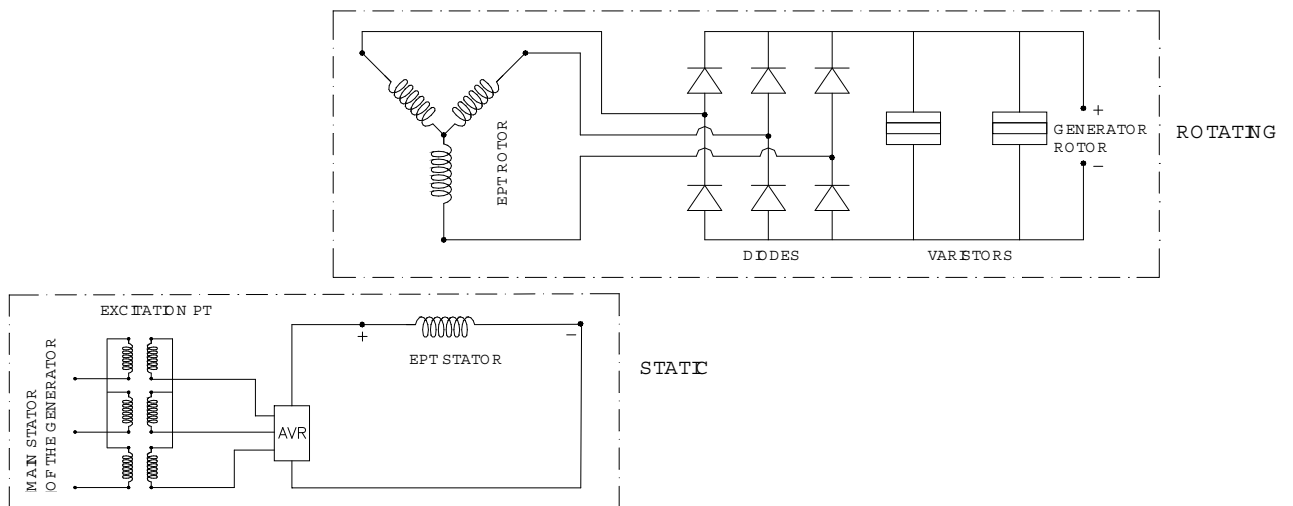 EPT ROTOR
+
GENERATOR
ROTOR
−
ROTATING
DIODES
VARISTORS
EXCITATION PT
MAIN STATOR
OF THE GENERATOR
+
−
EPT STATOR
AVR
STATIC